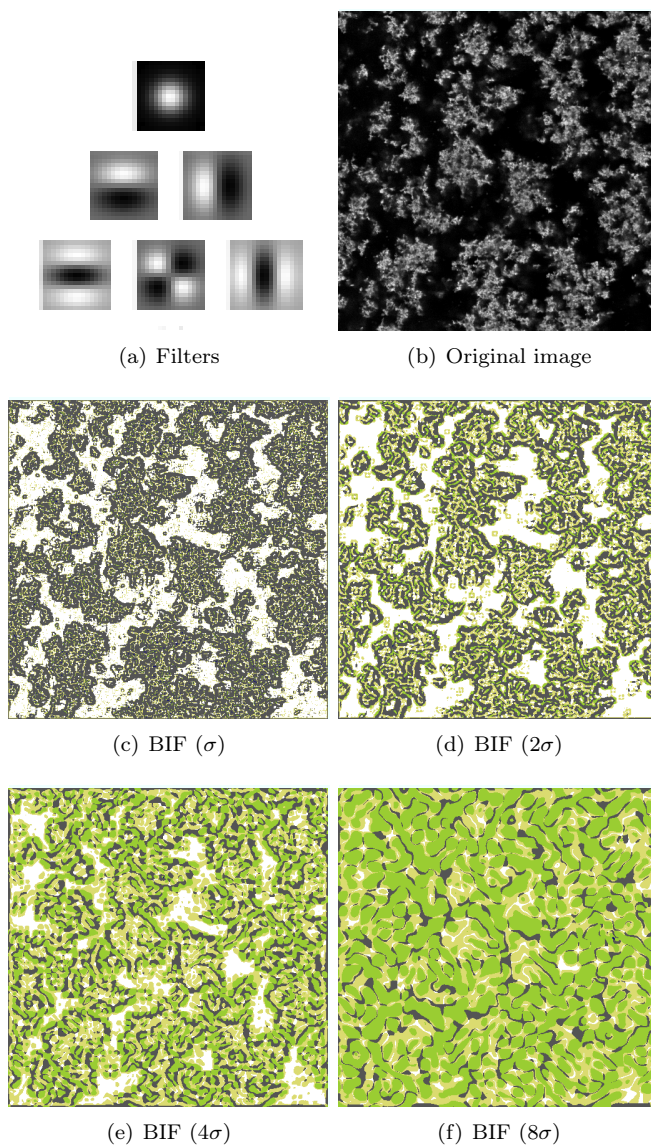 (a) Filters
(b) Original image
(c) BIF (σ)
(d) BIF (2σ)
(e) BIF (4σ)
(f) BIF (8σ)